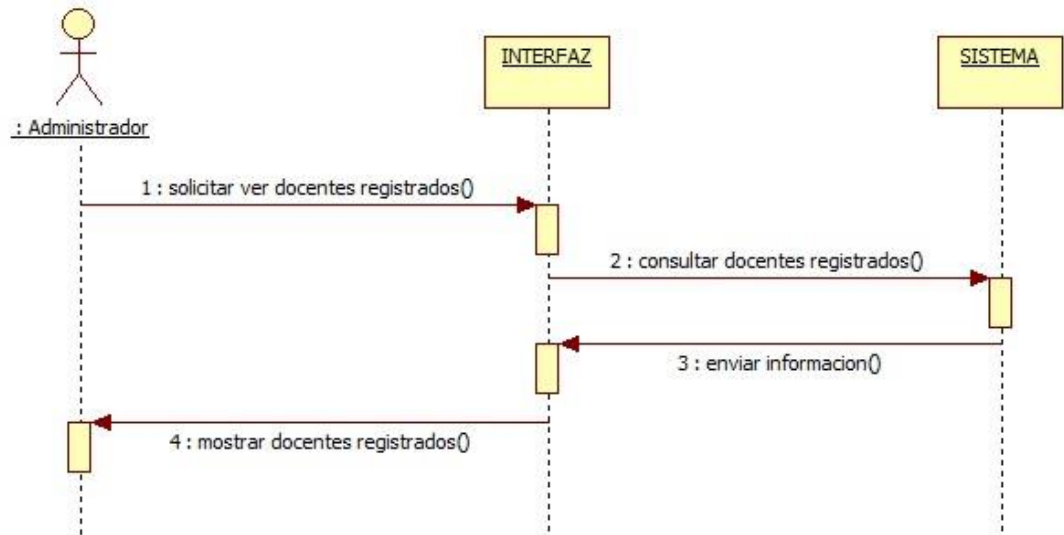 INTERFAZ
SISTEMA
: Administrador
1 : solicitar ver docentes registrados()
2 : consultar docentes registrados()
3 : enviar informacion()
4 : mostrar docentes registrados()